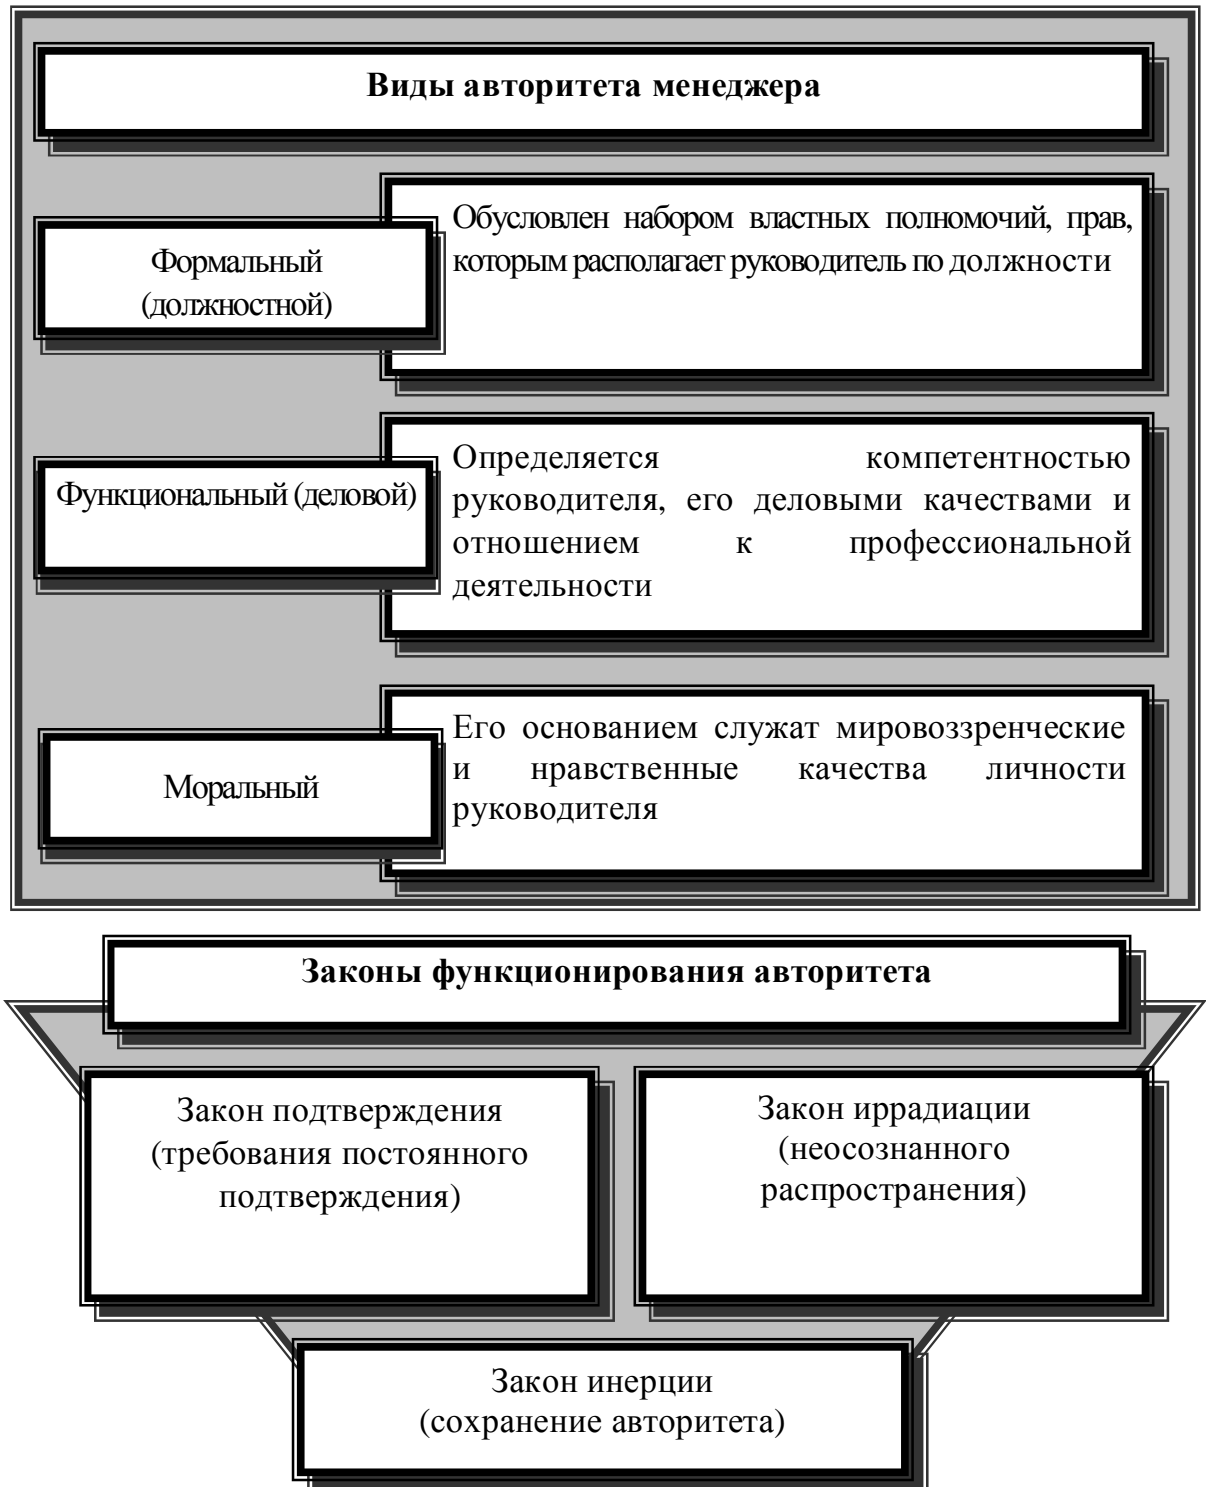 Виды авторитета менеджера
Формальный
(должностной)
Обусловлен набором властных полномочий, прав,
которым располагает руководитель по должности
Функциональный (деловой)
Определяется компетентностью
руководителя, его деловыми качествами и
отношением к профессиональной
деятельности
Моральный
Его основанием служат мировоззренческие
и нравственные качества личности
руководителя
Законы функционирования авторитета
Закон подтверждения
(требования постоянного
подтверждения)
Закон иррадиации
(неосознанного
распространения)
Закон инерции
(сохранение авторитета)